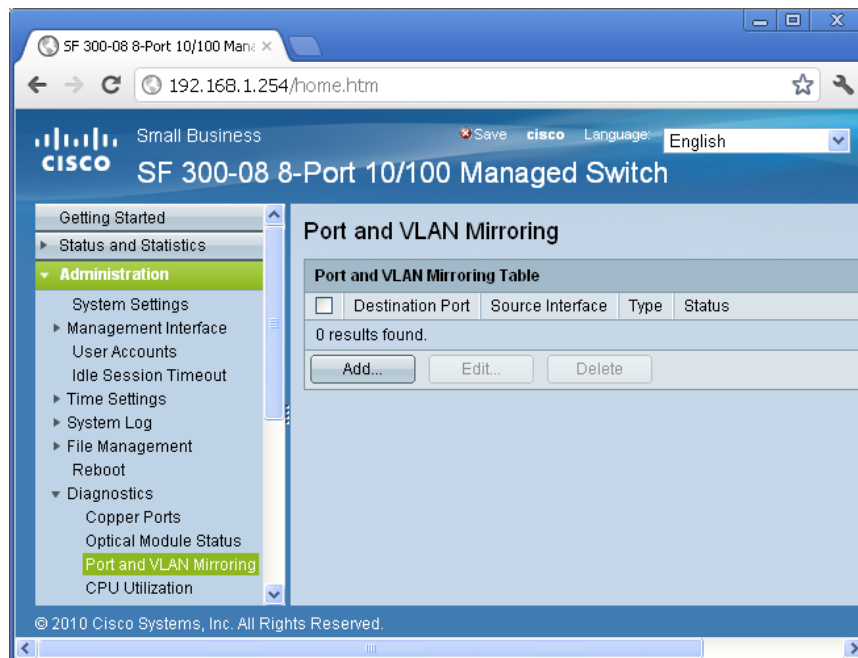 SF 300-08 8-Port 10/100 Mana
192.168.1.254/home.htm
Small Business
Save cisco Language: English
CISCO SF 300-08 8-Port 10/100 Managed Switch
Getting Started
Status and Statistics
Administration
System Settings
Management Interface
User Accounts
Idle Session Timeout
Time Settings
System Log
File Management
Reboot
Diagnostics
Copper Ports
Optical Module Status
Port and VLAN Mirroring
CPU Utilization
Port and VLAN Mirroring
Port and VLAN Mirroring Table
Destination Port Source Interface Type Status
0 results found.
Add... Edit... Delete
© 2010 Cisco Systems, Inc. All Rights Reserved.